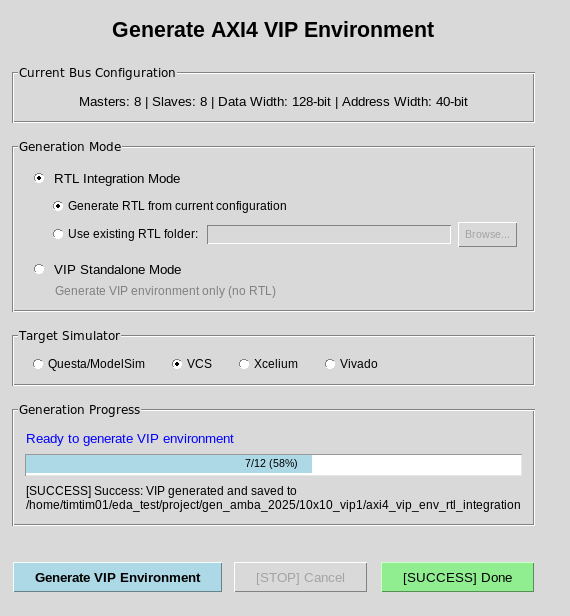 Generate AXI4 VIP Environment
Current Bus Configuration
Masters: 8 | Slaves: 8 | Data Width: 128-bit | Address Width: 40-bit
Generation Mode
RTL Integration Mode
Generate RTL from current configuration
Use existing RTL folder:
Browse...
VIP Standalone Mode
Generate VIP environment only (no RTL)
Target Simulator
Questa/ModelSim VCS Xcelium Vivado
Generation Progress
Ready to generate VIP environment
7/12 (58%)
[SUCCESS] Success: VIP generated and saved to
/home/timtim01/eda_test/project/gen_amba_2025/10x10_vip1/axi4_vip_env_rtl_integration
Generate VIP Environment [STOP] Cancel [SUCCESS] Done